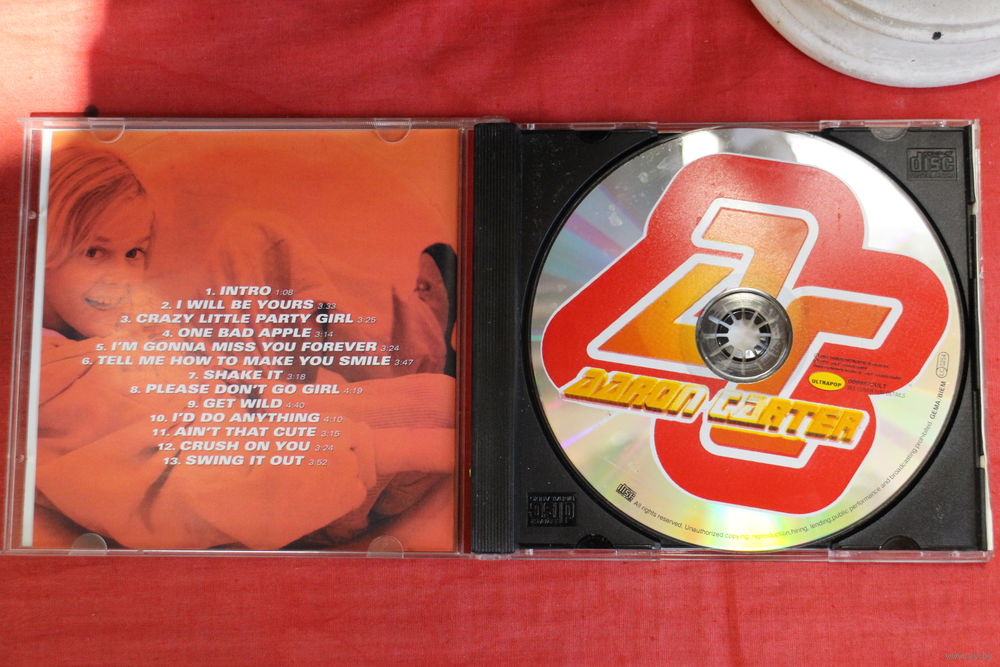 1. INTRO 1:08
2. I WILL BE YOURS 3:33
3. CRAZY LITTLE PARTY GIRL 3:25
4. ONE BAD APPLE 3:14
5. I'M GONNA MISS YOU FOREVER 3:24
6. TELL ME HOW TO MAKE YOU SMILE 3:47
7. SHAKE IT 3:18
8. PLEASE DON'T GO GIRL 4:19
9. GET WILD 4:40
10. I'D DO ANYTHING 4:10
11. AIN'T THAT CUTE 3:15
12. CRUSH ON YOU 3:24
13. SWING IT OUT 3:52
disc
AC
AARON CARTER
ULTRAPOP
GEMA-BIEM
disc
All rights reserved. Unauthorized copying, reproduction, hiring, lending, public performance and broadcasting prohibited.
disc